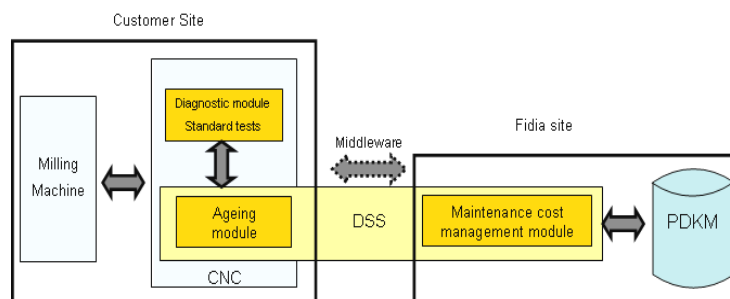 Customer Site
Diagnostic module
Standard tests
Milling
Machine
Middleware
Fidia site
Ageing
module
DSS
Maintenance cost
management module
PDKM
CNC